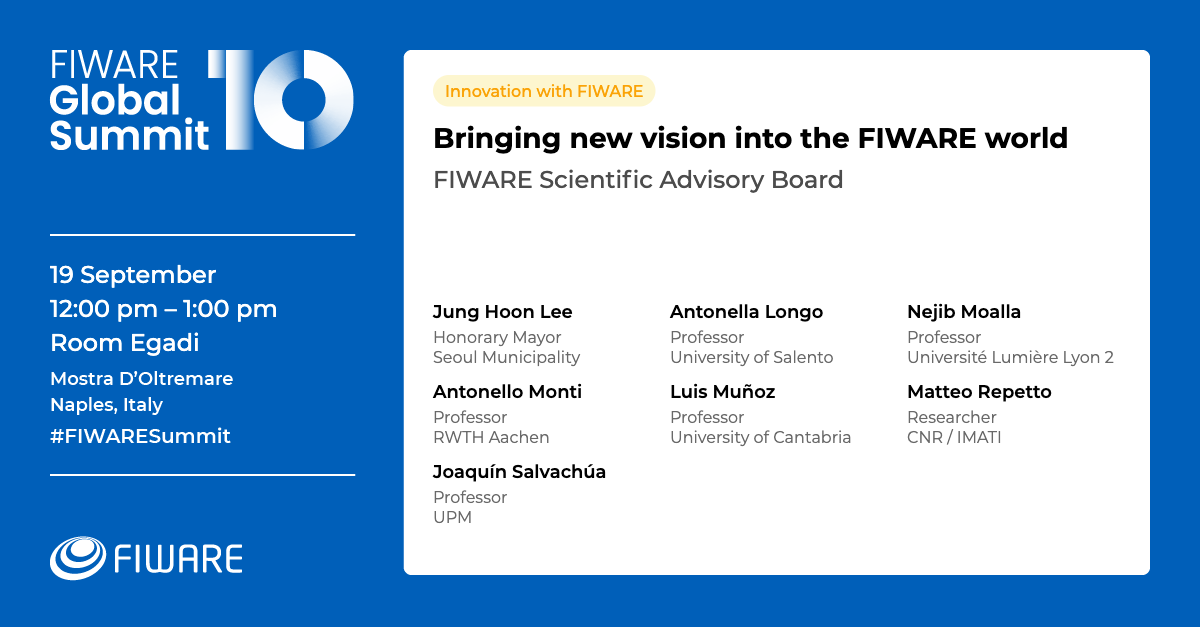 FIWARE
Global
Summit
10
19 September
12:00 pm – 1:00 pm
Room Egadi
Mostra D’Oltremare
Naples, Italy
#FIWARESummit
FIWARE
Innovation with FIWARE
Bringing new vision into the FIWARE world
FIWARE Scientific Advisory Board
Jung Hoon Lee
Honorary Mayor
Seoul Municipality
Antonella Longo
Professor
University of Salento
Nejib Moalla
Professor
Université Lumière Lyon 2
Antonello Monti
Professor
RWTH Aachen
Luis Muñoz
Professor
University of Cantabria
Matteo Repetto
Researcher
CNR / IMATI
Joaquín Salvachúa
Professor
UPM